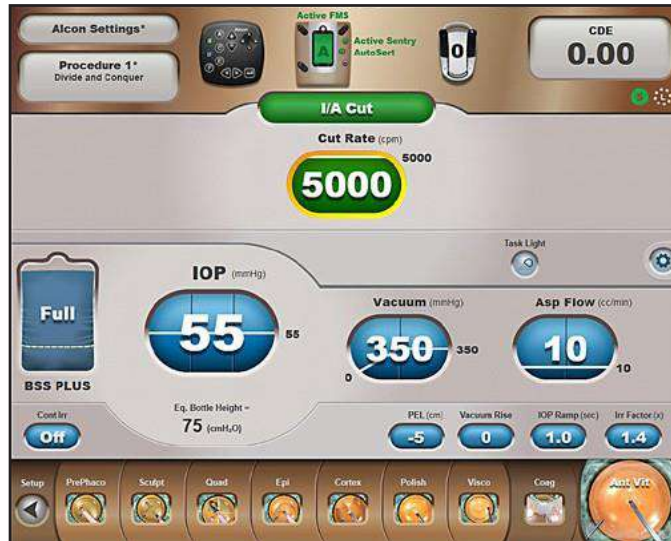 Alcon Settings*
Procedure 1*
Divide and Conquer
Active FMS
A
Active Sentry
AutoSert
0
CDE
0.00
S
L
I/A Cut
Cut Rate (cpm)
5000
5000
Task Light
Full
BSS PLUS
IOP (mmHg)
55
55
Eq. Bottle Height =
75 (cmH₂O)
Vacuum (mmHg)
350
350
0
Asp Flow (cc/min)
10
10
Cont Irr
Off
PEL (cm)
-5
Vacuum Rise
0
IOP Ramp (sec)
1.0
Irr Factor (x)
1.4
Setup
PrePhaco
Sculpt
Quad
Epi
Cortex
Polish
Visco
Coag
Ant Vit